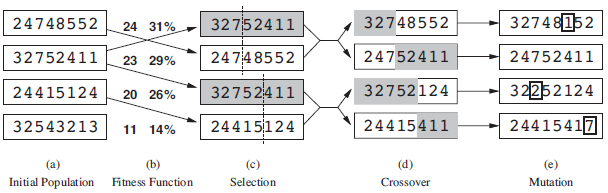 24748552 24 31% 32752411 32748552 32748152
32752411 23 29% 24748552 24752411 24752411
24415124 20 26% 32752411 32752124 32252124
32543213 11 14% 24415124 24415411 24415417
(a) (b) (c) (d) (e)
Initial Population Fitness Function Selection Crossover Mutation